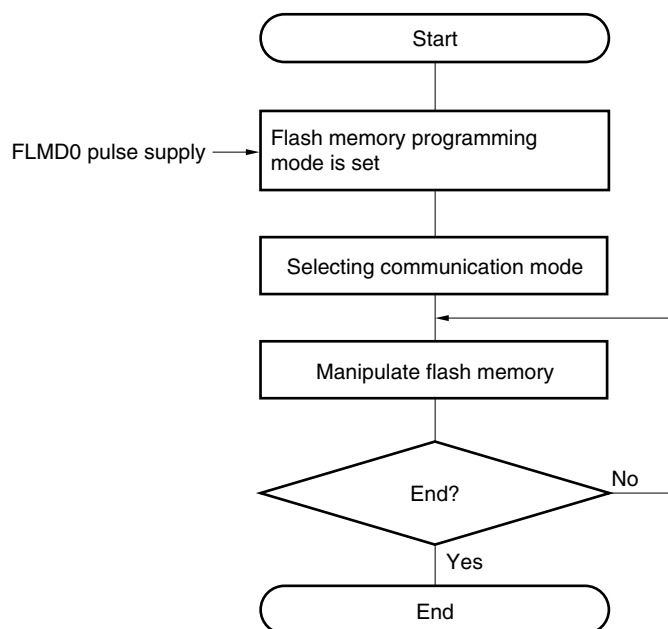 Start
FLMD0 pulse supply
Flash memory programming
mode is set
Selecting communication mode
Manipulate flash memory
End?
No
Yes
End